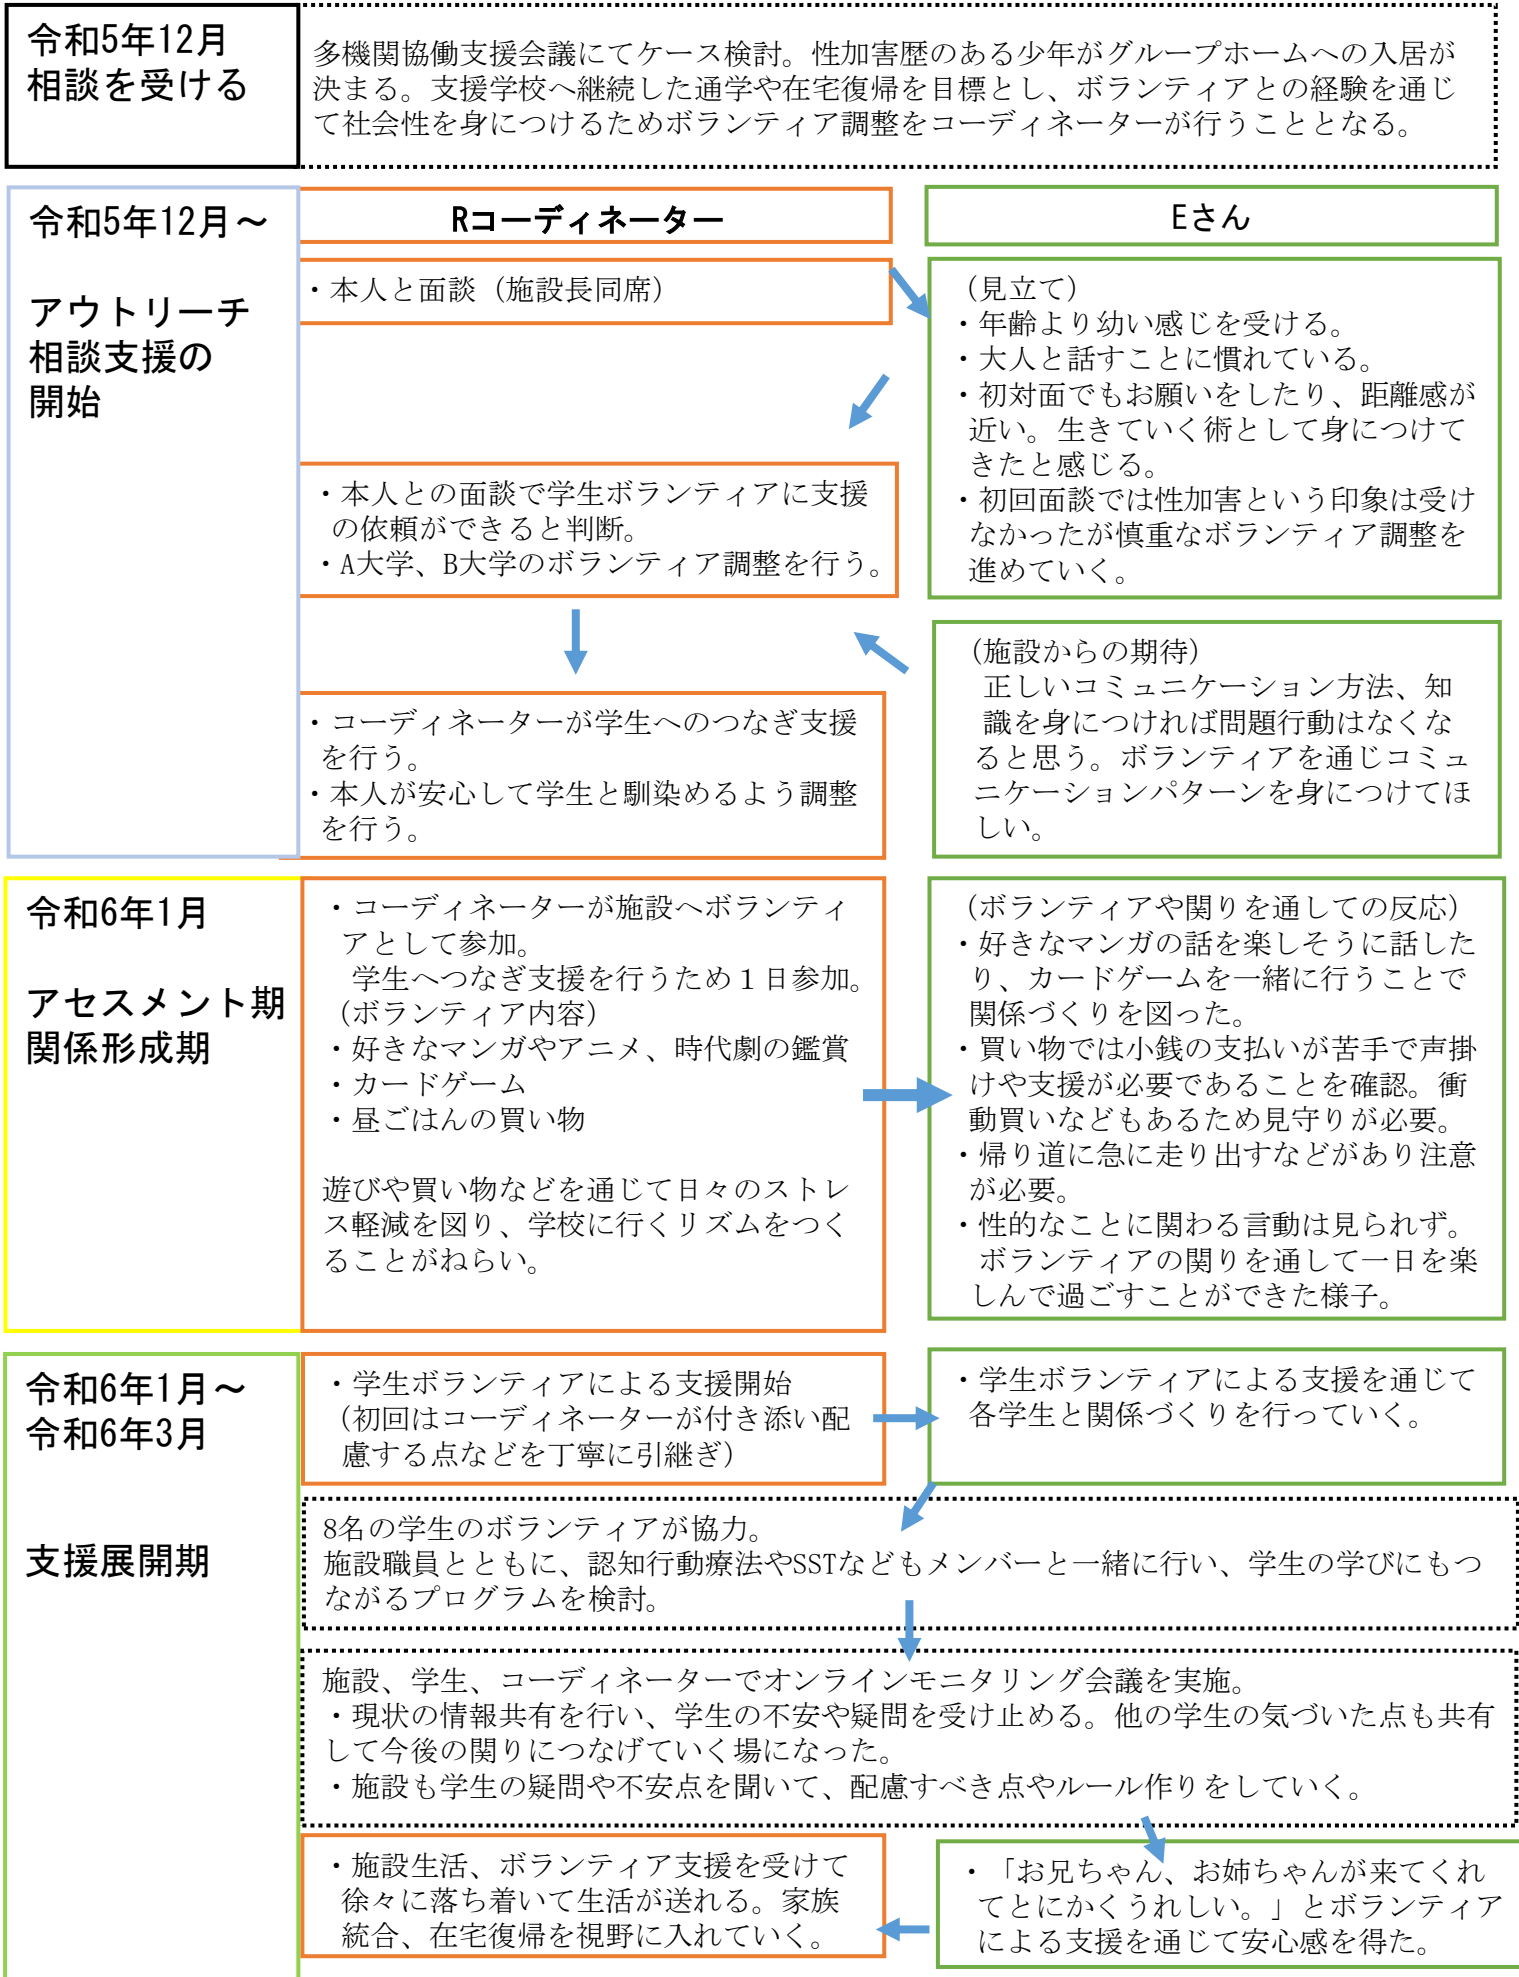 令和5年12月
相談を受ける
多機関協働支援会議にてケース検討。性加害歴のある少年がグループホームへの入居が
決まる。支援学校へ継続した通学や在宅復帰を目標とし、ボランティアとの経験を通じ
て社会性を身につけるためボランティア調整をコーディネーターが行うこととなる。
令和5年12月～
アウトリーチ
相談支援の
開始
Rコーディネーター
Eさん
・本人と面談（施設長同席）
（見立て）
・年齢より幼い感じを受ける。
・大人と話すことに慣れている。
・初対面でもお願いをしたり、距離感が
近い。生きていく術として身につけて
きたと感じる。
・初回面談では性加害という印象は受け
なかったが慎重なボランティア調整を
進めていく。
・本人との面談で学生ボランティアに支援
の依頼ができると判断。
・A大学、B大学のボランティア調整を行う。
（施設からの期待）
正しいコミュニケーション方法、知
識を身につければ問題行動はなくな
ると思う。ボランティアを通じコミュ
ニケーションパターンを身につけてほ
しい。
・コーディネーターが学生へのつなぎ支援
を行う。
・本人が安心して学生と馴染めるよう調整
を行う。
令和6年1月
アセスメント期
関係形成期
・コーディネーターが施設へボランティ
アとして参加。
学生へつなぎ支援を行うため１日参加。
（ボランティア内容）
・好きなマンガやアニメ、時代劇の鑑賞
・カードゲーム
・昼ごはんの買い物
遊びや買い物などを通じて日々のストレ
ス軽減を図り、学校に行くリズムをつく
ることがねらい。
（ボランティアや関りを通しての反応）
・好きなマンガの話を楽しそうに話した
り、カードゲームを一緒に行うことで
関係づくりを図った。
・買い物では小銭の支払いが苦手で声掛
けや支援が必要であることを確認。衝
動買いなどもあるため見守りが必要。
・帰り道に急に走り出すなどがあり注意
が必要。
・性的なことに関わる言動は見られず。
ボランティアの関りを通して一日を楽
しんで過ごすことができた様子。
令和6年1月～
令和6年3月
支援展開期
・学生ボランティアによる支援開始
（初回はコーディネーターが付き添い配
慮する点などを丁寧に引継ぎ）
・学生ボランティアによる支援を通じて
各学生と関係づくりを行っていく。
8名の学生のボランティアが協力。
施設職員とともに、認知行動療法やSSTなどもメンバーと一緒に行い、学生の学びにもつ
ながるプログラムを検討。
施設、学生、コーディネーターでオンラインモニタリング会議を実施。
・現状の情報共有を行い、学生の不安や疑問を受け止める。他の学生の気づいた点も共有
して今後の関りにつなげていく場になった。
・施設も学生の疑問や不安点を聞いて、配慮すべき点やルール作りをしていく。
・施設生活、ボランティア支援を受けて
徐々に落ち着いて生活が送れる。家族
統合、在宅復帰を視野に入れていく。
・「お兄ちゃん、お姉ちゃんが来てくれ
てとにかくうれしい。」とボランティア
による支援を通じて安心感を得た。